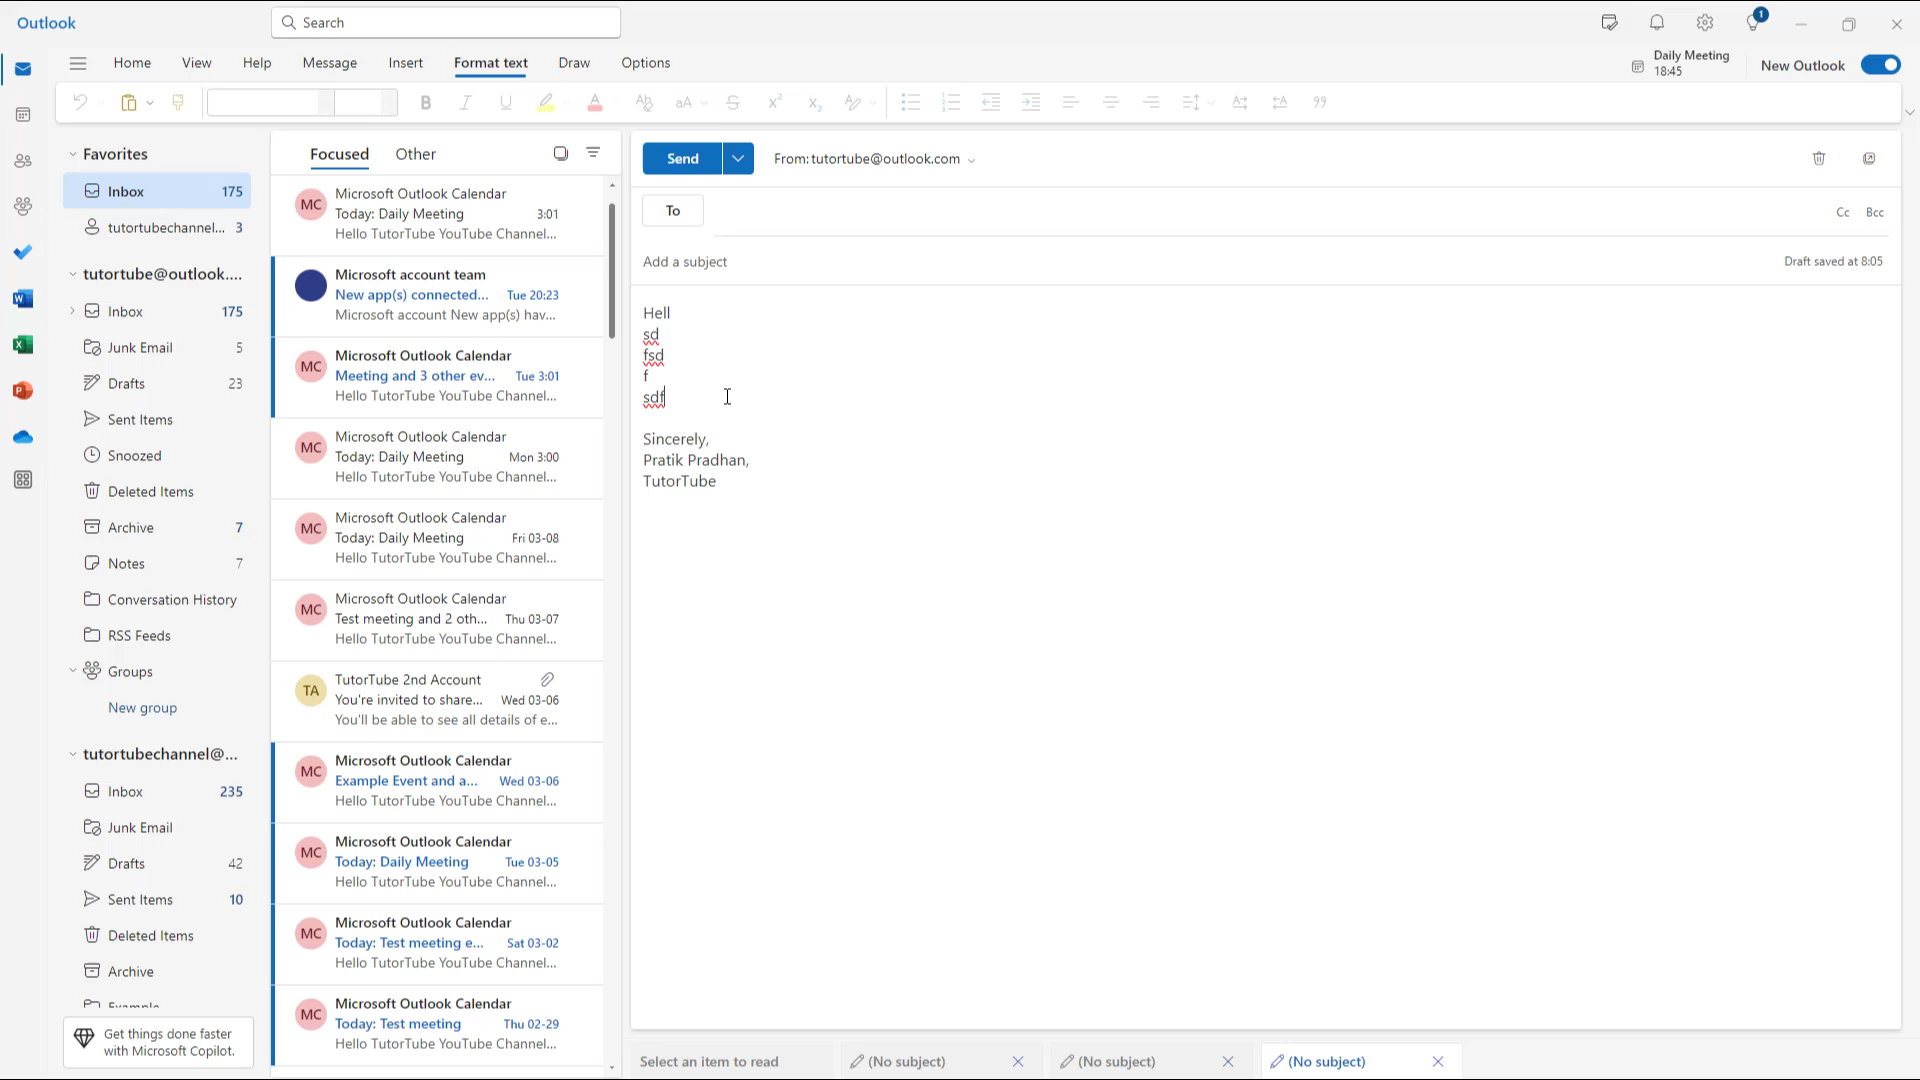 Outlook
Search
1
Home View Help Message Insert Format text Draw Options
Daily Meeting
18:45
New Outlook
Favorites
Inbox 175
tutortubechannel... 3
tutortube@outlook....
Inbox 175
Junk Email 5
Drafts 23
Sent Items
Snoozed
Deleted Items
Archive 7
Notes 7
Conversation History
RSS Feeds
Groups
New group
tutortubechannel@...
Inbox 235
Junk Email
Drafts 42
Sent Items 10
Deleted Items
Archive
Example
Get things done faster
with Microsoft Copilot.
Focused Other
MC
Microsoft Outlook Calendar
Today: Daily Meeting 3:01
Hello TutorTube YouTube Channel...
Microsoft account team
New app(s) connected... Tue 20:23
Microsoft account New app(s) hav...
MC
Microsoft Outlook Calendar
Meeting and 3 other ev... Tue 3:01
Hello TutorTube YouTube Channel...
MC
Microsoft Outlook Calendar
Today: Daily Meeting Mon 3:00
Hello TutorTube YouTube Channel...
MC
Microsoft Outlook Calendar
Today: Daily Meeting Fri 03-08
Hello TutorTube YouTube Channel...
MC
Microsoft Outlook Calendar
Test meeting and 2 oth... Thu 03-07
Hello TutorTube YouTube Channel...
TA
TutorTube 2nd Account
You're invited to share... Wed 03-06
You'll be able to see all details of e...
MC
Microsoft Outlook Calendar
Example Event and a... Wed 03-06
Hello TutorTube YouTube Channel...
MC
Microsoft Outlook Calendar
Today: Daily Meeting Tue 03-05
Hello TutorTube YouTube Channel...
MC
Microsoft Outlook Calendar
Today: Test meeting e... Sat 03-02
Hello TutorTube YouTube Channel...
MC
Microsoft Outlook Calendar
Today: Test meeting Thu 02-29
Hello TutorTube YouTube Channel...
Send From: tutortube@outlook.com
To Cc Bcc
Add a subject Draft saved at 8:05
Hell
sd
fsd
f
sdf
Sincerely,
Pratik Pradhan,
TutorTube
Select an item to read (No subject) (No subject) (No subject)